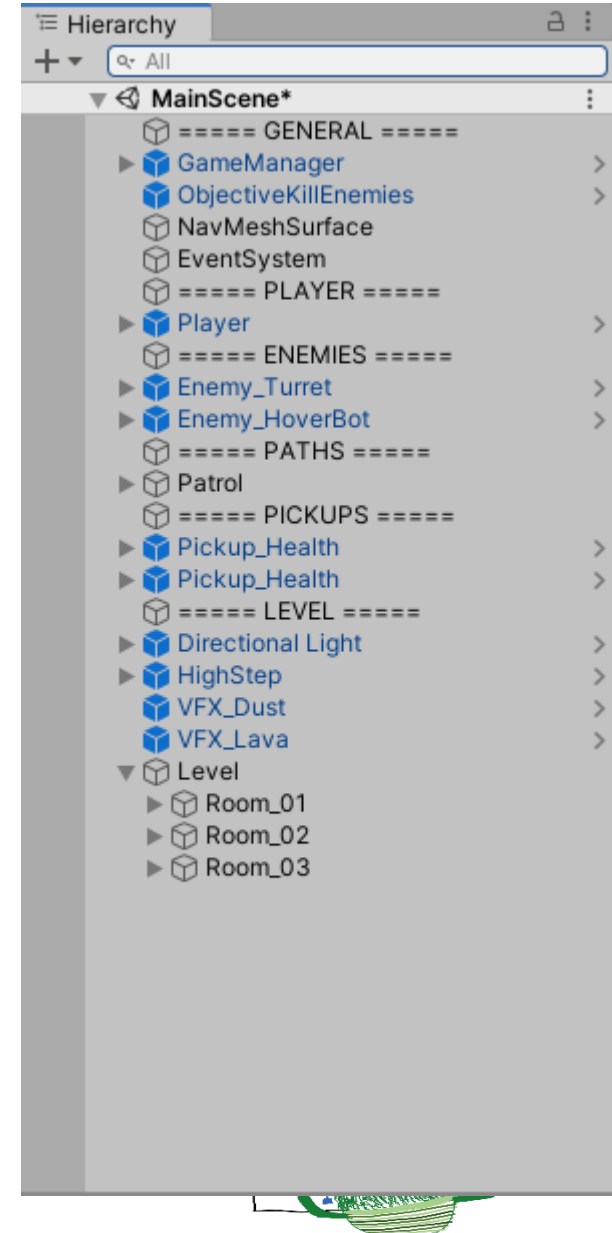 Hierarchy
All
MainScene*
===== GENERAL =====
GameManager
ObjectiveKillEnemies
NavMeshSurface
EventSystem
===== PLAYER =====
Player
===== ENEMIES =====
Enemy_Turret
Enemy_HoverBot
===== PATHS =====
Patrol
===== PICKUPS =====
Pickup_Health
Pickup_Health
===== LEVEL =====
Directional Light
HighStep
VFX_Dust
VFX_Lava
Level
Room_01
Room_02
Room_03